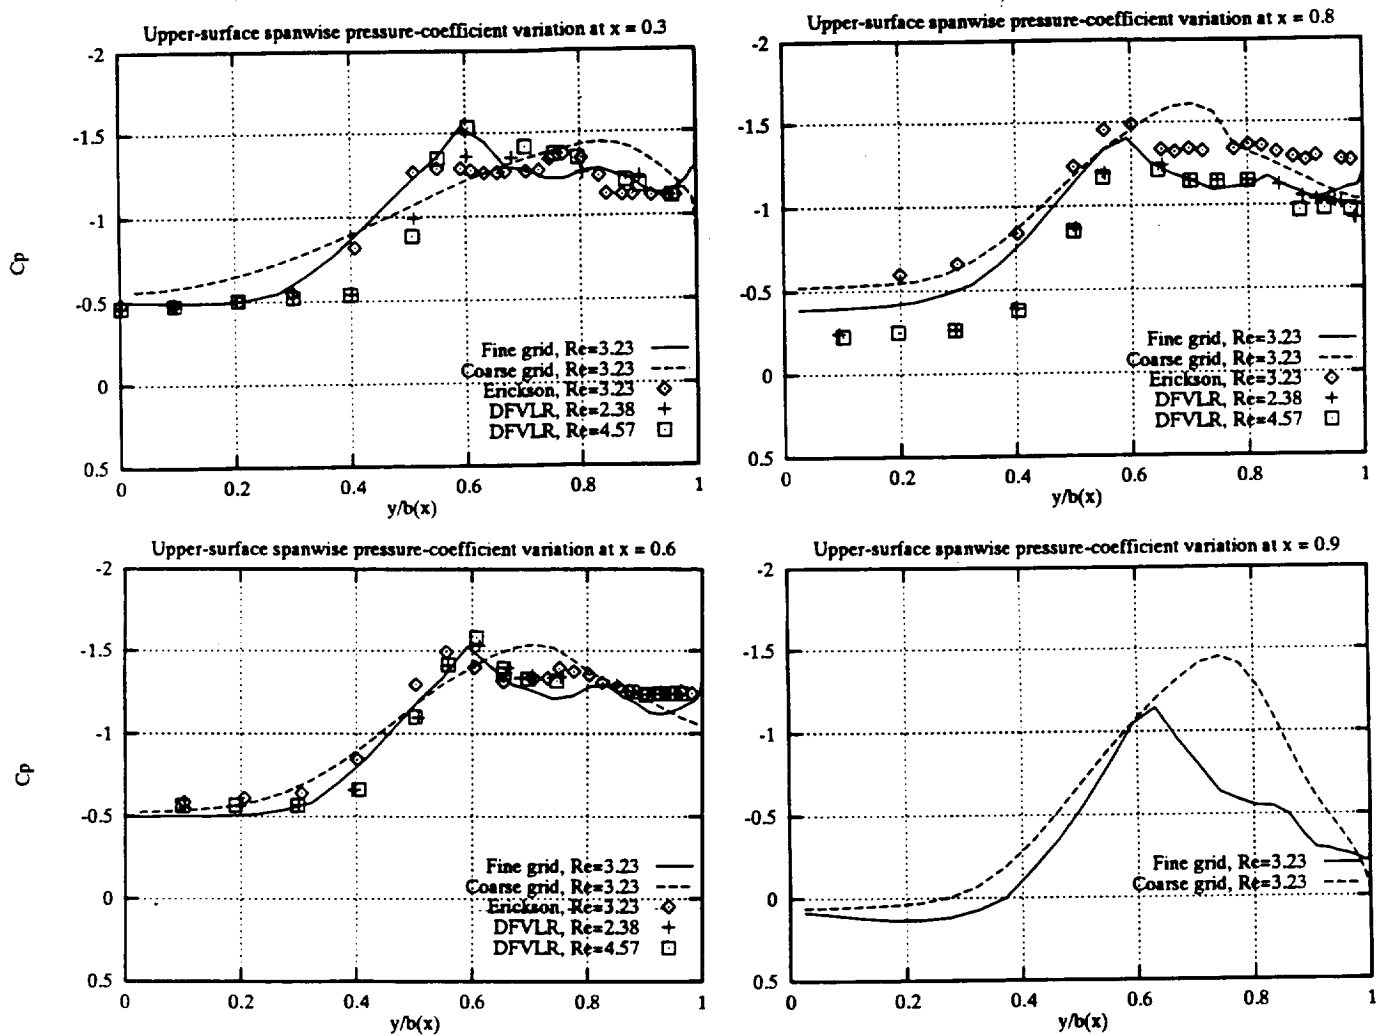 Upper-surface spanwise pressure-coefficient variation at x = 0.3
-2
-1.5
-1
-0.5
0
0.5
Cp
Fine grid, Re=3.23
Coarse grid, Re=3.23
Erickson, Re=3.23
DFVLR, Re=2.38
DFVLR, Re=4.57
0 0.2 0.4 0.6 0.8 1
y/b(x)
Upper-surface spanwise pressure-coefficient variation at x = 0.8
-2
-1.5
-1
-0.5
0
0.5
Fine grid, Re=3.23
Coarse grid, Re=3.23
Erickson, Re=3.23
DFVLR, Re=2.38
DFVLR, Re=4.57
0 0.2 0.4 0.6 0.8 1
y/b(x)
Upper-surface spanwise pressure-coefficient variation at x = 0.6
-2
-1.5
-1
-0.5
0
0.5
Cp
Fine grid, Re=3.23
Coarse grid, Re=3.23
Erickson, Re=3.23
DFVLR, Re=2.38
DFVLR, Re=4.57
0 0.2 0.4 0.6 0.8 1
y/b(x)
Upper-surface spanwise pressure-coefficient variation at x = 0.9
-2
-1.5
-1
-0.5
0
0.5
Fine grid, Re=3.23
Coarse grid, Re=3.23
0 0.2 0.4 0.6 0.8 1
y/b(x)